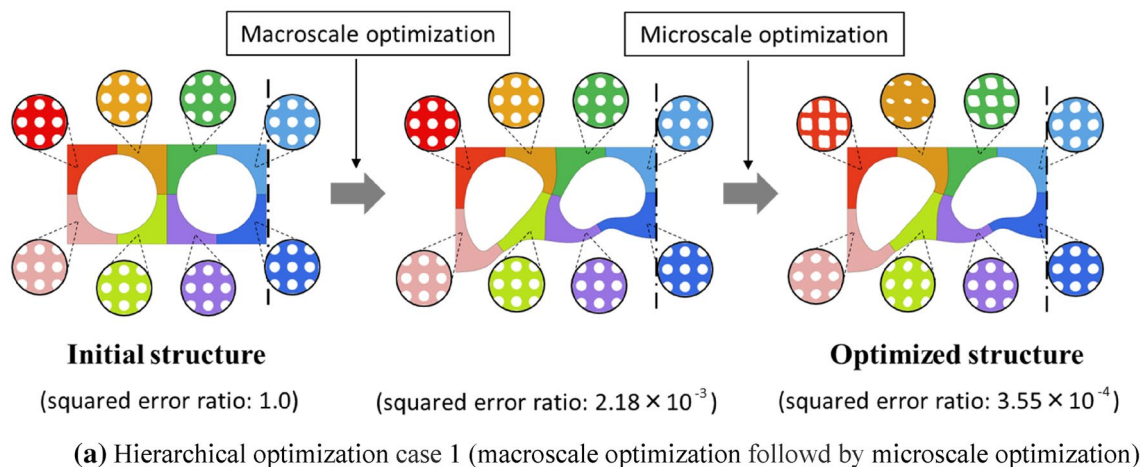 Macroscale optimization
Microscale optimization
Initial structure
Optimized structure
(squared error ratio: 1.0)
(squared error ratio: 2.18 × 10⁻³)
(squared error ratio: 3.55 × 10⁻⁴)
(a) Hierarchical optimization case 1 (macroscale optimization followd by microscale optimization)